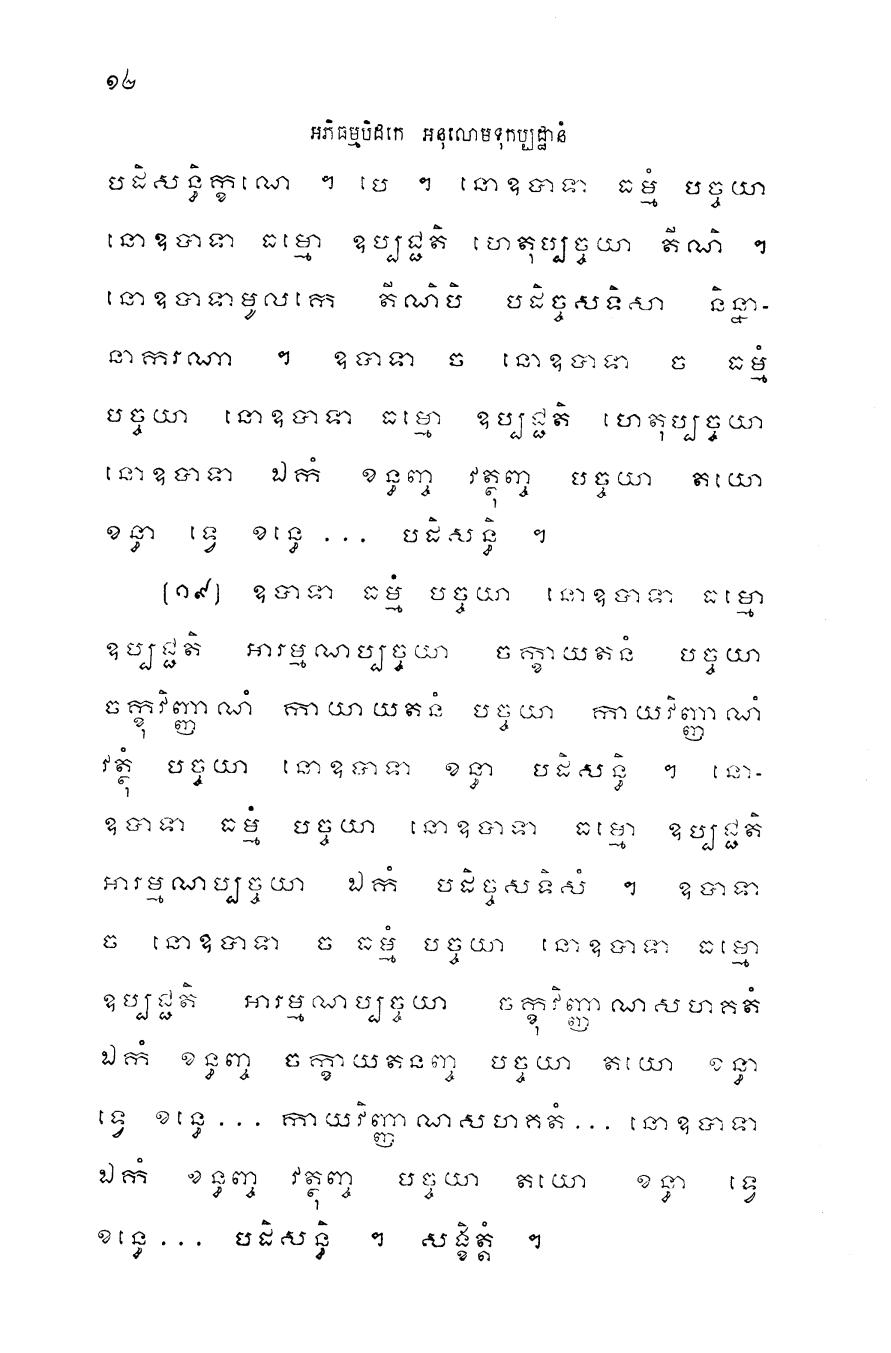 ១២
អភិធម្មបិដកេ អនុលោមទុកប្បដ្ឋានំ
បដិសន្ធិក្ខណេ ។ បេ ។ នោឧបាទា ធម្មំ បច្ចយា
នោឧបាទា ធម្មោ ឧប្បជ្ជតិ ហេតុប្បច្ចយា តីណិ ។
នោឧបាទាមូលកេ តីណិបិ បដិច្ចសទិសា និន្នា-
នាករណា ។ ឧបាទា ច នោឧបាទា ច ធម្មំ
បច្ចយា នោឧបាទា ធម្មោ ឧប្បជ្ជតិ ហេតុប្បច្ចយា
នោឧបាទា ឯកំ ខន្ធញ្ច វត្ថុញ្ច បច្ចយា តយោ
ខន្ធា ទ្វេ ខន្ធេ ... បដិសន្ធិ ។
[១៩] ឧបាទា ធម្មំ បច្ចយា នោឧបាទា ធម្មោ
ឧប្បជ្ជតិ អារម្មណប្បច្ចយា ចក្ខាយតនំ បច្ចយា
ចក្ខុវិញ្ញាណំ កាយាយតនំ បច្ចយា កាយវិញ្ញាណំ
វត្ថុំ បច្ចយា នោឧបាទា ខន្ធា បដិសន្ធិ ។ នោ-
ឧបាទា ធម្មំ បច្ចយា នោឧបាទា ធម្មោ ឧប្បជ្ជតិ
អារម្មណប្បច្ចយា ឯកំ បដិច្ចសទិសំ ។ ឧបាទា
ច នោឧបាទា ច ធម្មំ បច្ចយា នោឧបាទា ធម្មោ
ឧប្បជ្ជតិ អារម្មណប្បច្ចយា ចក្ខុវិញ្ញាណសហគតំ
ឯកំ ខន្ធញ្ច ចក្ខាយតនញ្ច បច្ចយា តយោ ខន្ធា
ទ្វេ ខន្ធេ ... កាយវិញ្ញាណសហគតំ ... នោឧបាទា
ឯកំ ខន្ធញ្ច វត្ថុញ្ច បច្ចយា តយោ ខន្ធា ទ្វេ
ខន្ធេ ... បដិសន្ធិ ។ សង្ខិត្តំ ។